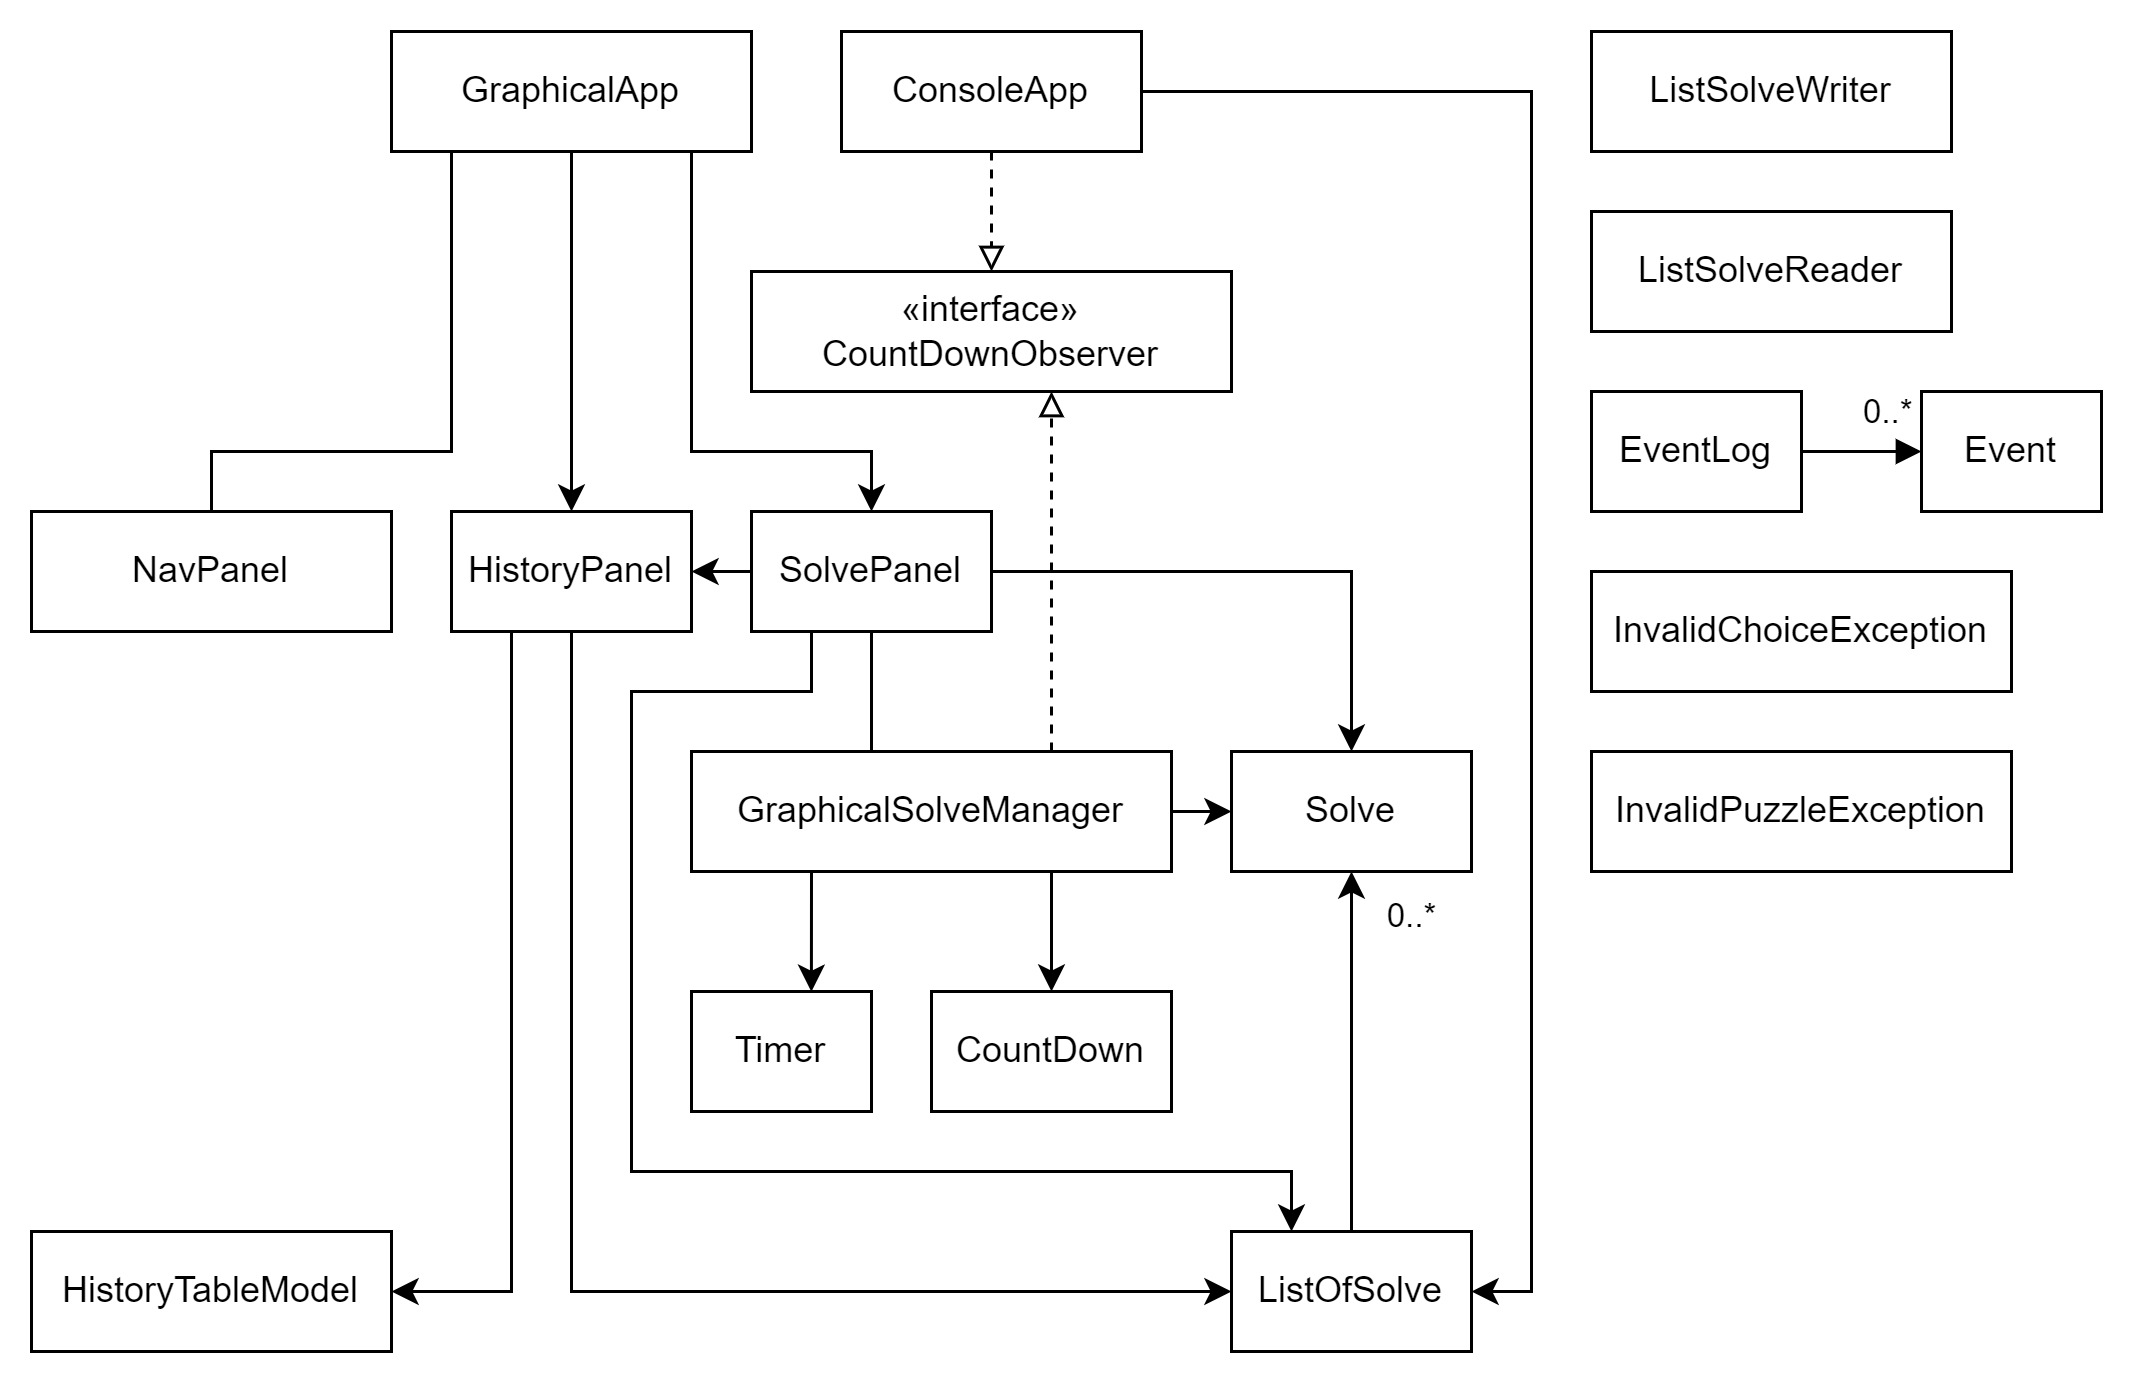 GraphicalApp
ConsoleApp
ListSolveWriter
«interface»
CountDownObserver
ListSolveReader
EventLog
0..*
Event
NavPanel
HistoryPanel
SolvePanel
InvalidChoiceException
GraphicalSolveManager
Solve
InvalidPuzzleException
0..*
Timer
CountDown
HistoryTableModel
ListOfSolve